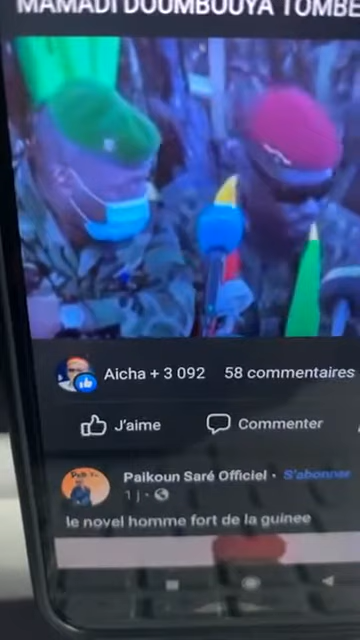 MAMADI DOUMBOUYA TOMBE
Aicha + 3 092 58 commentaires
J'aime Commenter
Paikoun Saré Officiel · S'abonner
1 j ·
le novel homme fort de la guinee